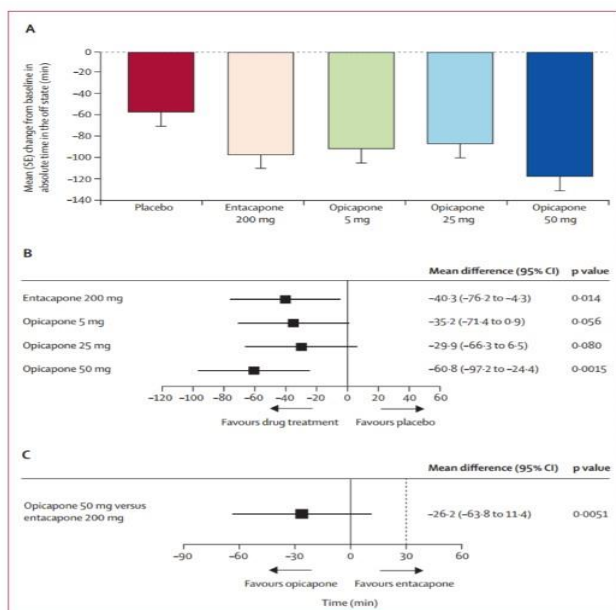 A
Mean (SE) change from baseline in
absolute time in the off state (min)
0
–20
–40
–60
–80
–100
–120
–140
Placebo
Entacapone
200 mg
Opicapone
5 mg
Opicapone
25 mg
Opicapone
50 mg
B
Mean difference (95% CI) p value
Entacapone 200 mg –40·3 (–76·2 to –4·3) 0·014
Opicapone 5 mg –35·2 (–71·4 to 0·9) 0·056
Opicapone 25 mg –29·9 (–66·3 to 6·5) 0·080
Opicapone 50 mg –60·8 (–97·2 to –24·4) 0·0015
–120 –100 –80 –60 –40 –20 0 20 40 60
Favours drug treatment Favours placebo
C
Mean difference (95% CI) p value
Opicapone 50 mg versus
entacapone 200 mg
–26·2 (–63·8 to 11·4) 0·0051
–90 –60 –30 0 30 60
Favours opicapone Favours entacapone
Time (min)